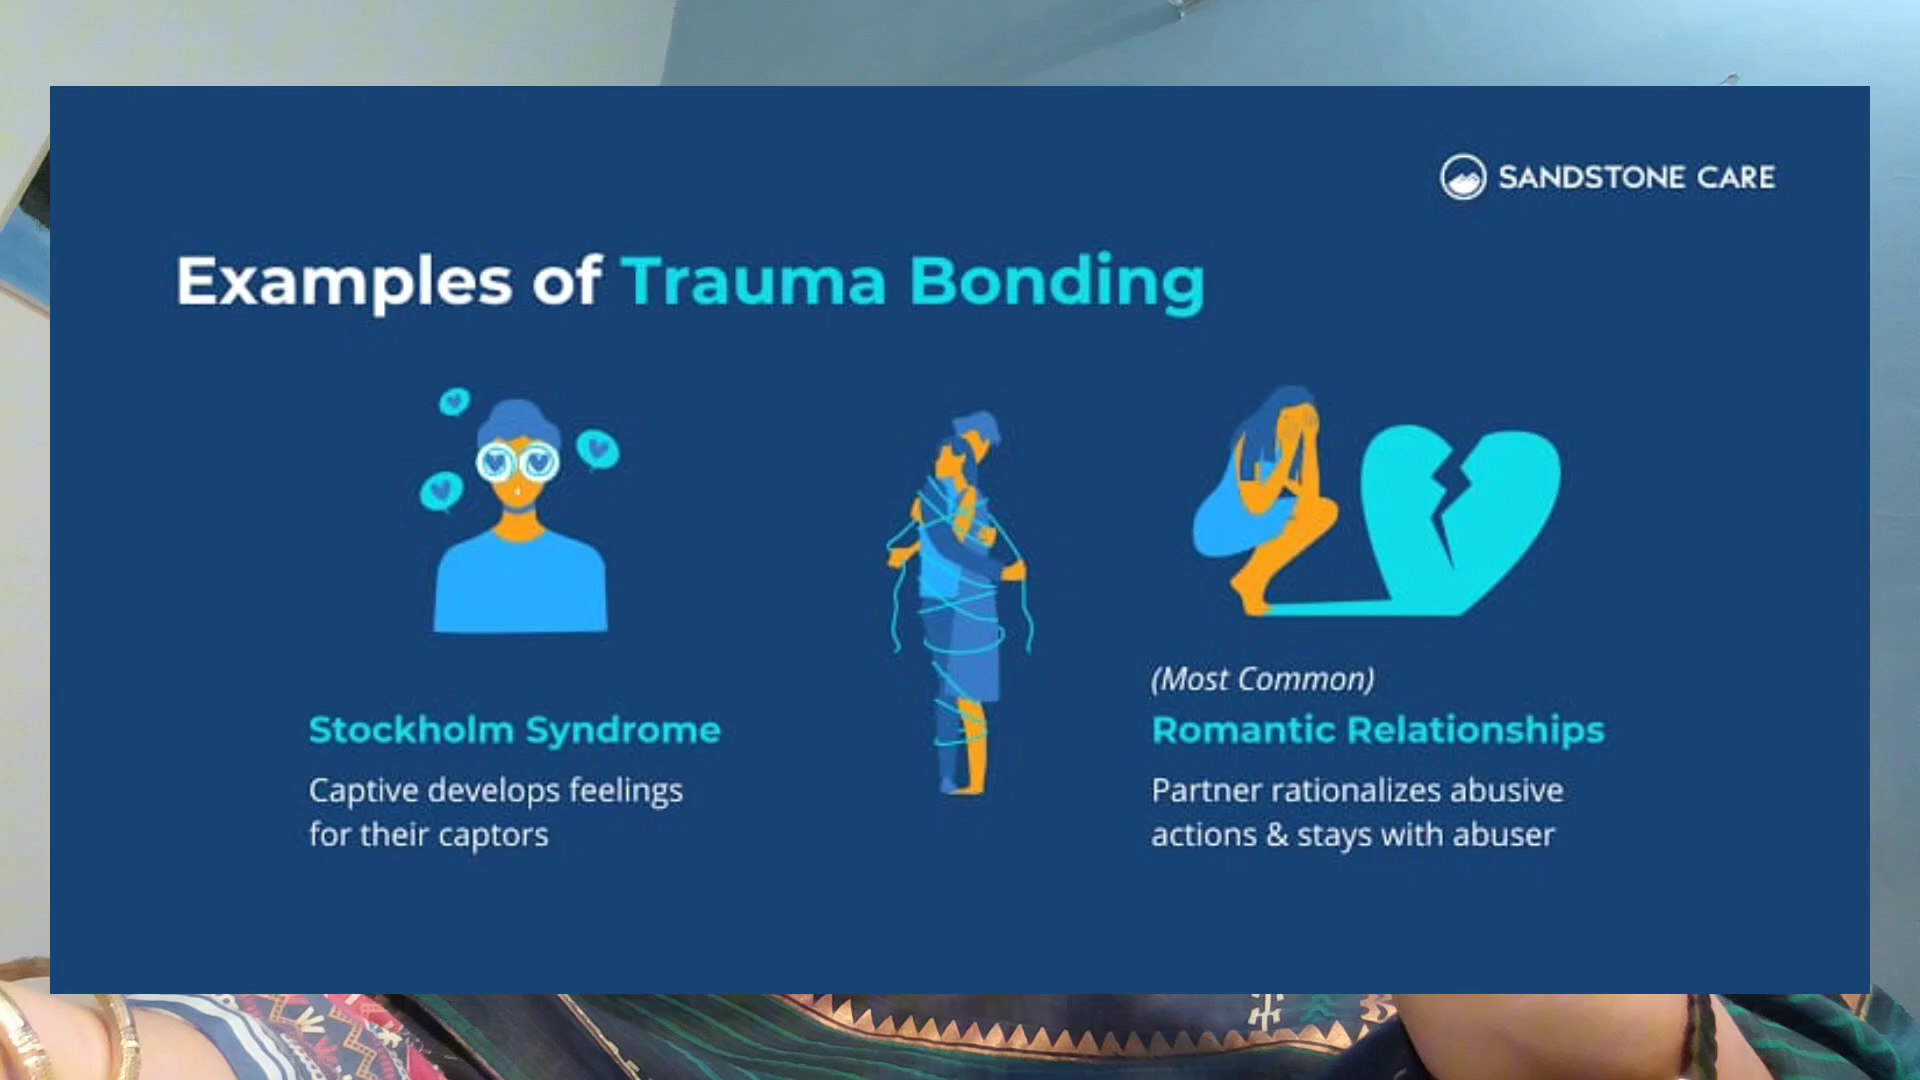 SANDSTONE CARE
Examples of Trauma Bonding
(Most Common)
Stockholm Syndrome
Romantic Relationships
Captive develops feelings
for their captors
Partner rationalizes abusive
actions & stays with abuser